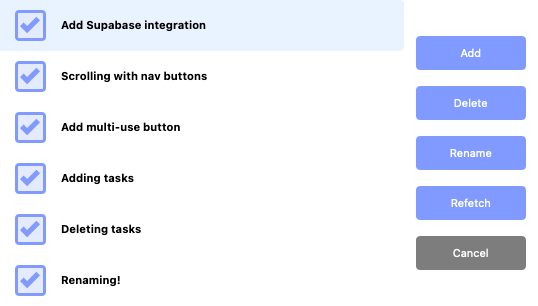 Add Supabase integration
Scrolling with nav buttons
Add multi-use button
Adding tasks
Deleting tasks
Renaming!
Add
Delete
Rename
Refetch
Cancel